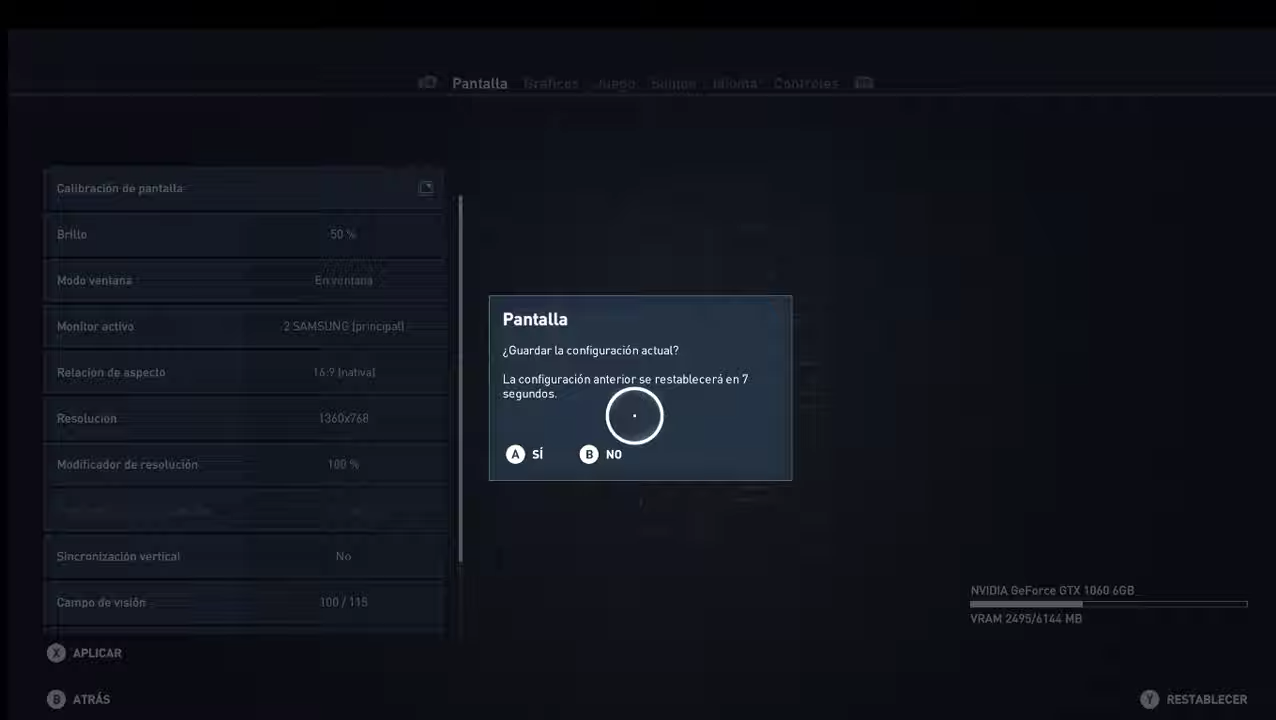 Pantalla Gráficos Juego Sonido Idioma Controles
Calibración de pantalla
Brillo 50 %
Modo ventana En ventana
Monitor activo 2 SAMSUNG (principal)
Relación de aspecto 16:9 (nativa)
Resolución 1360x768
Modificador de resolución 100 %
Sincronización vertical No
Campo de visión 100 / 115
Pantalla
¿Guardar la configuración actual?
La configuración anterior se restablecerá en 7
segundos.
A SÍ B NO
NVIDIA GeForce GTX 1060 6GB
VRAM 2495/6144 MB
X APLICAR
B ATRÁS
Y RESTABLECER